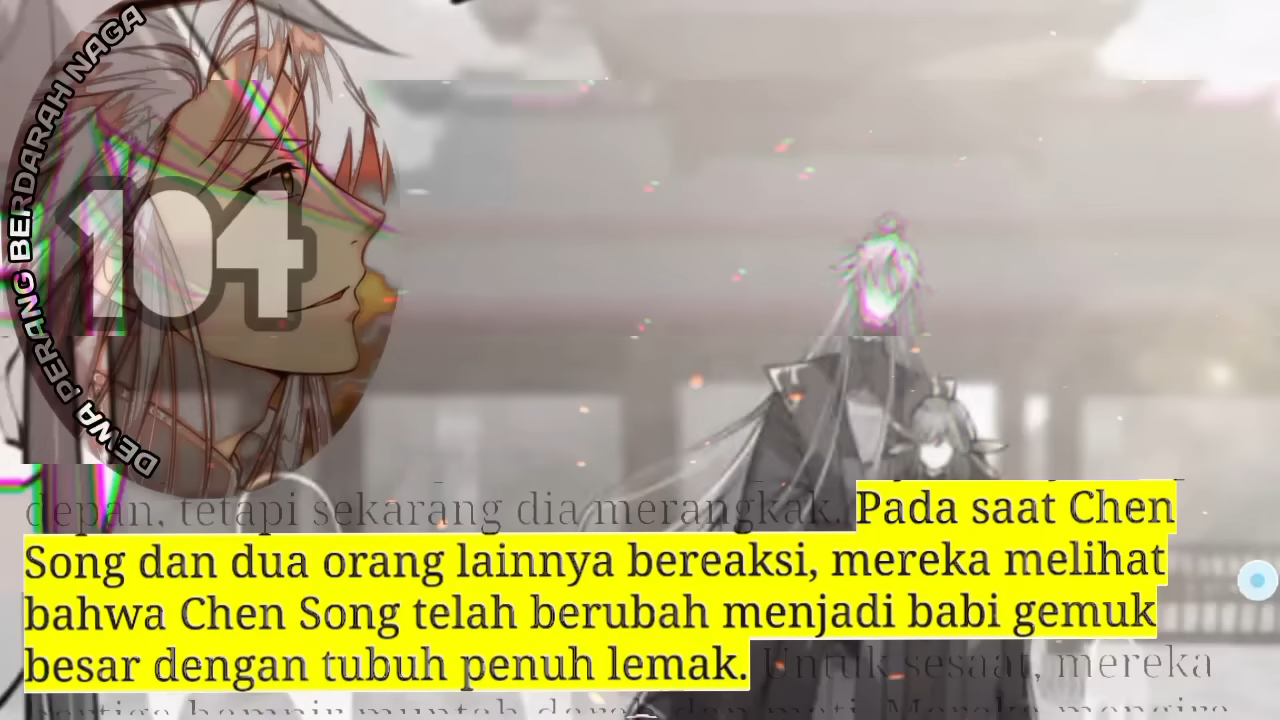 DEWA PERANG BERDARAH NAGA
104
depan, tetapi sekarang dia merangkak. Pada saat Chen
Song dan dua orang lainnya bereaksi, mereka melihat
bahwa Chen Song telah berubah menjadi babi gemuk
besar dengan tubuh penuh lemak. Untuk sesaat, mereka